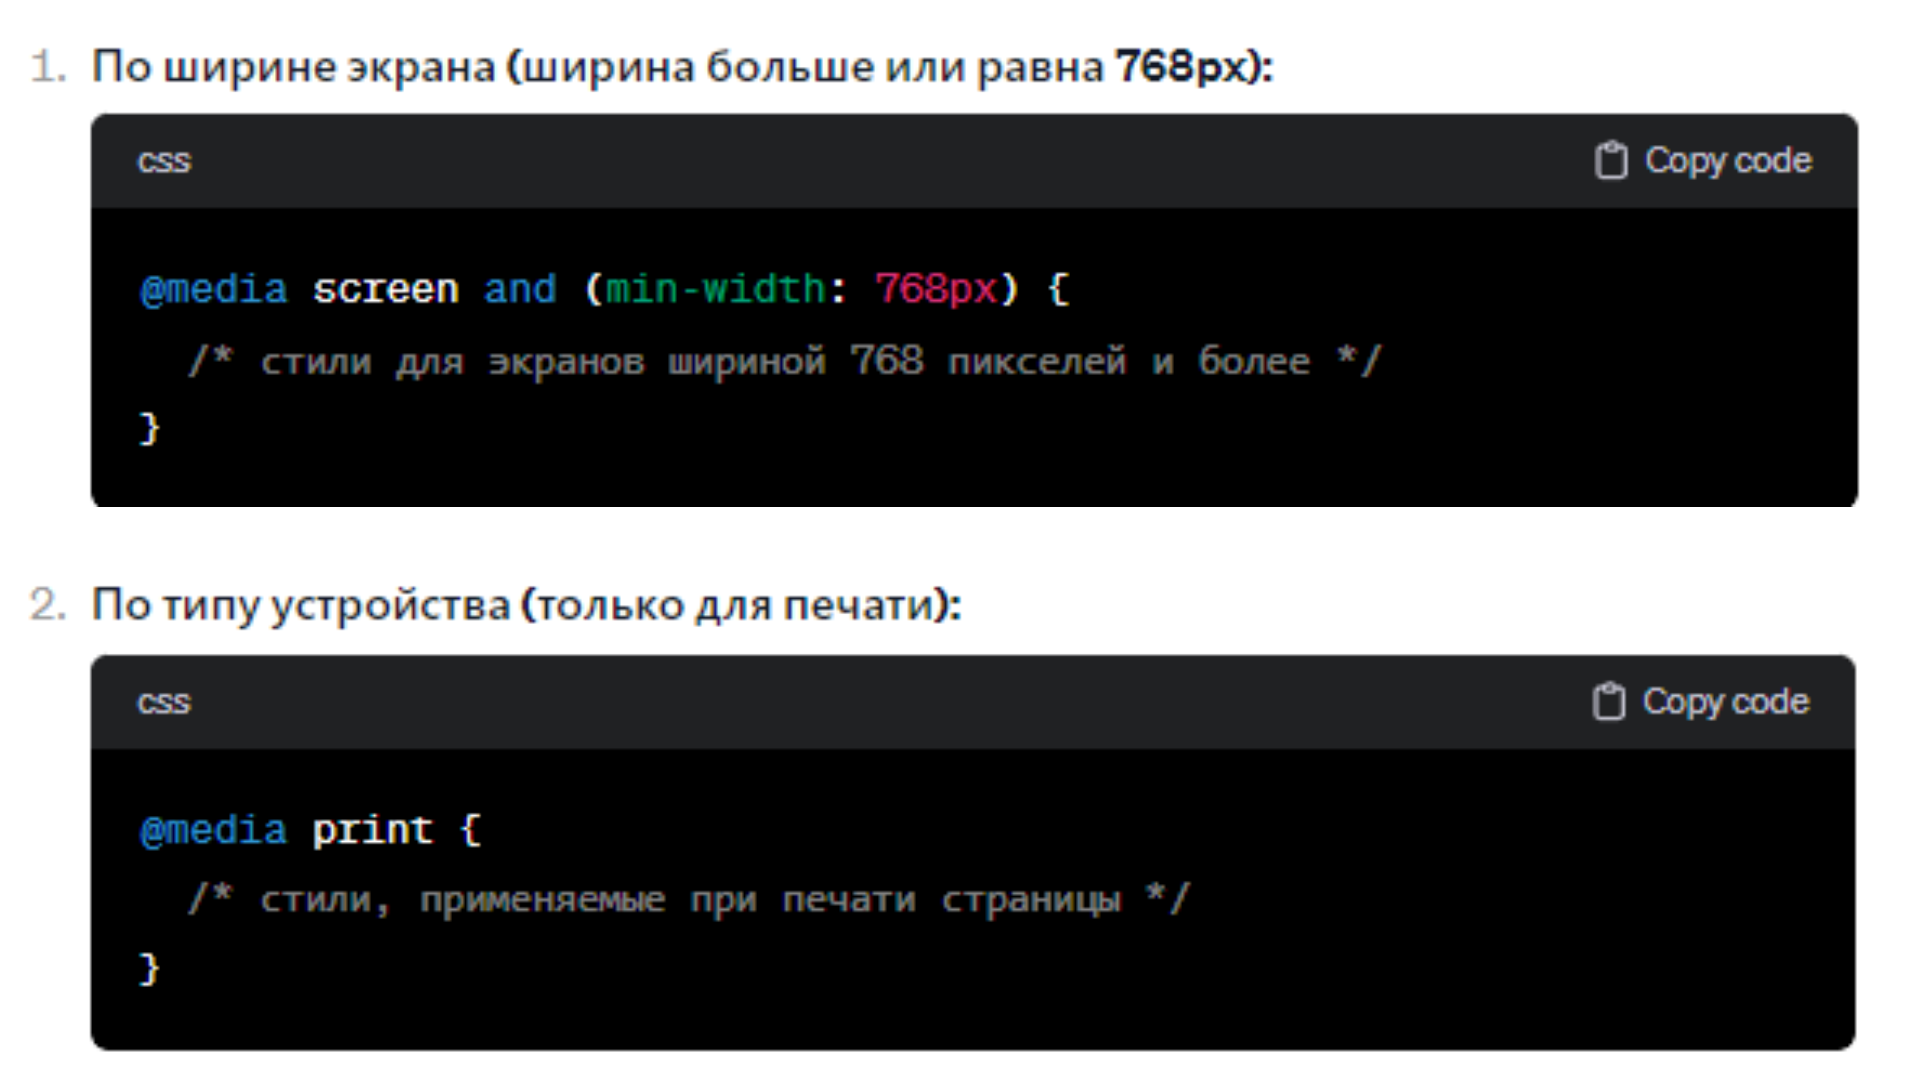 1. По ширине экрана (ширина больше или равна 768px):
css Copy code
@media screen and (min-width: 768px) {
/* стили для экранов шириной 768 пикселей и более */
}
2. По типу устройства (только для печати):
css Copy code
@media print {
/* стили, применяемые при печати страницы */
}